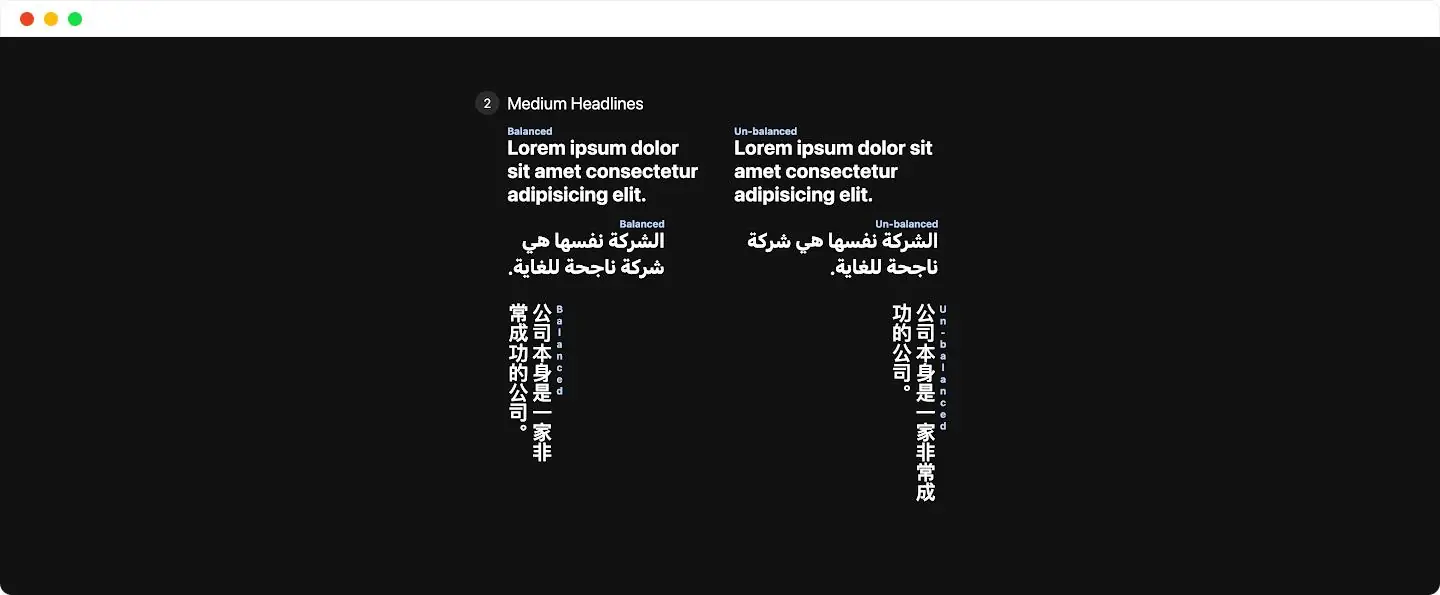 2
Medium Headlines
Balanced
Lorem ipsum dolor
sit amet consectetur
adipisicing elit.
Un-balanced
Lorem ipsum dolor sit
amet consectetur
adipisicing elit.
Balanced
الشركة نفسها هي
شركة ناجحة للغاية.
Un-balanced
الشركة نفسها هي شركة
ناجحة للغاية.
Balanced
公司本身是一家非
常成功的公司。
Un-balanced
公司本身是一家非常成
功的公司。